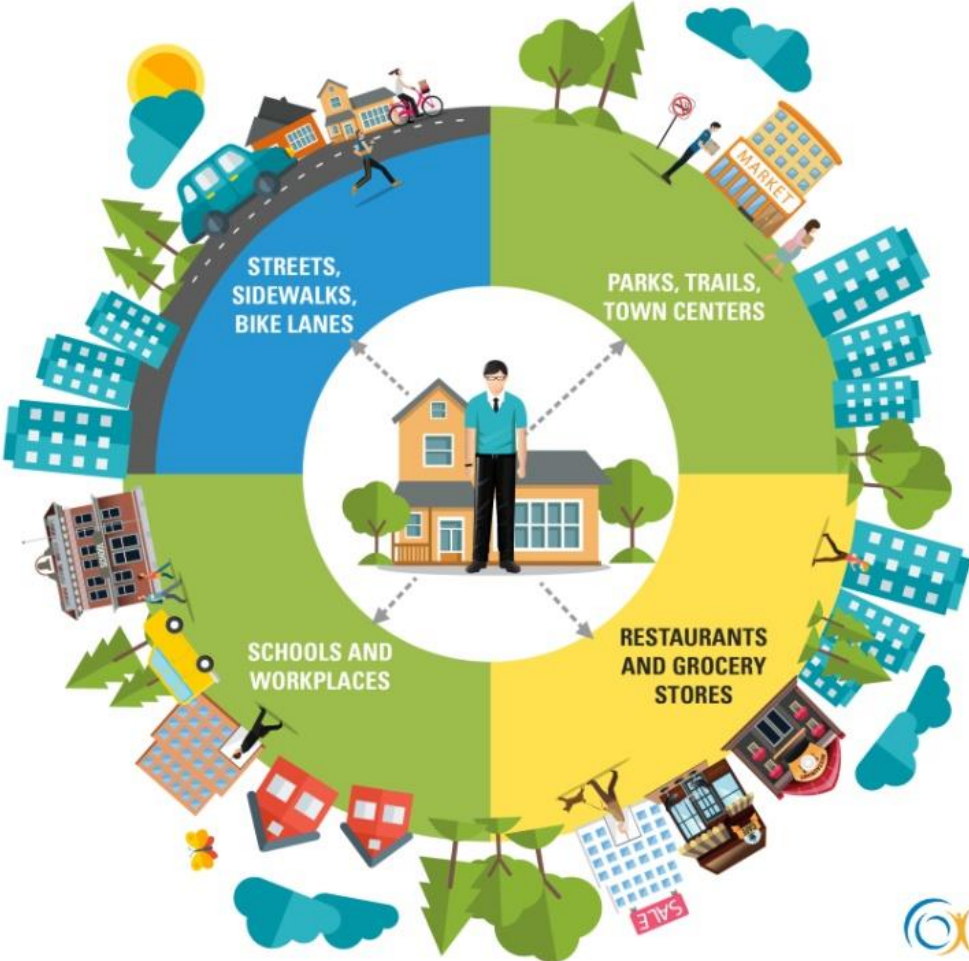 MARKET
STREETS,
SIDEWALKS,
BIKE LANES
PARKS, TRAILS,
TOWN CENTERS
SCHOOLS AND
WORKPLACES
RESTAURANTS
AND GROCERY
STORES
SALE